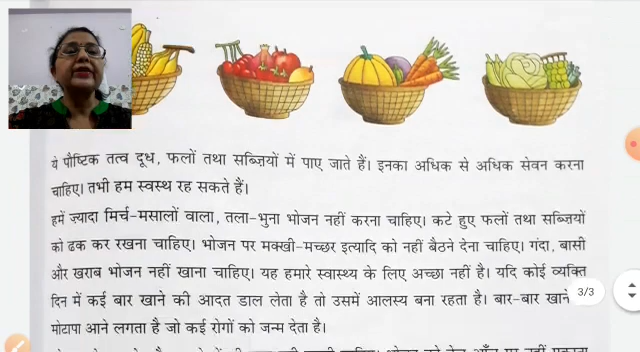 ये पौष्टिक तत्व दूध, फलों तथा सब्ज़ियों में पाए जाते हैं। इनका अधिक से अधिक सेवन करना
चाहिए। तभी हम स्वस्थ रह सकते हैं।
हमें ज़्यादा मिर्च-मसालों वाला, तला-भुना भोजन नहीं करना चाहिए। कटे हुए फलों तथा सब्ज़ियों
को ढक कर रखना चाहिए। भोजन पर मक्खी-मच्छर इत्यादि को नहीं बैठने देना चाहिए। गंदा, बासी
और खराब भोजन नहीं खाना चाहिए। यह हमारे स्वास्थ्य के लिए अच्छा नहीं है। यदि कोई व्यक्ति
दिन में कई बार खाने की आदत डाल लेता है तो उसमें आलस्य बना रहता है। बार-बार खाने
3/3
मोटापा आने लगता है जो कई रोगों को जन्म देता है।